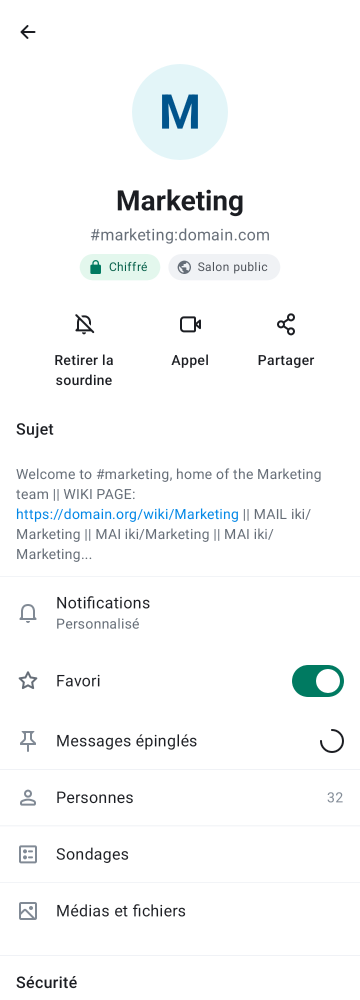 M
Marketing
#marketing:domain.com
Chiffré
Salon public
Retirer la
sourdine
Appel
Partager
Sujet
Welcome to #marketing, home of the Marketing
team || WIKI PAGE:
https://domain.org/wiki/Marketing || MAIL iki/
Marketing || MAI iki/Marketing || MAI iki/
Marketing...
Notifications
Personnalisé
Favori
Messages épinglés
Personnes 32
Sondages
Médias et fichiers
Sécurité